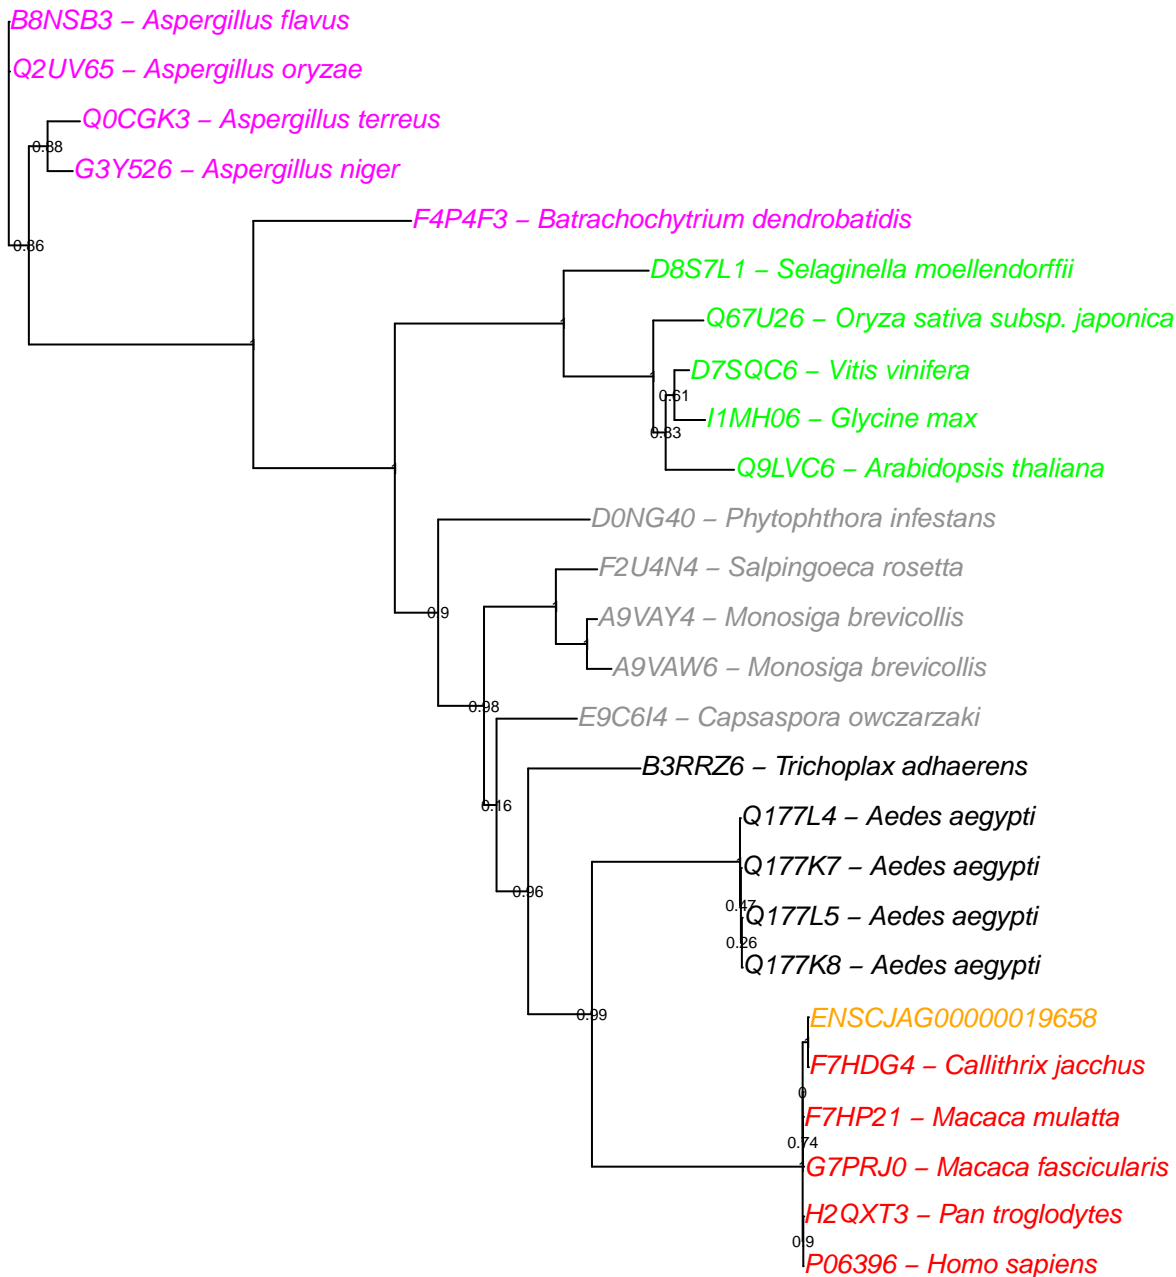 B8NSB3 – Aspergillus flavus
Q2UV65 – Aspergillus oryzae
Q0CGK3 – Aspergillus terreus
0.88
G3Y526 – Aspergillus niger
F4P4F3 – Batrachochytrium dendrobatidis
0.36
D8S7L1 – Selaginella moellendorffii
Q67U26 – Oryza sativa subsp. japonica
D7SQC6 – Vitis vinifera
0.61
I1MH06 – Glycine max
0.83
Q9LVC6 – Arabidopsis thaliana
D0NG40 – Phytophthora infestans
F2U4N4 – Salpingoeca rosetta
0.9
A9VAY4 – Monosiga brevicollis
A9VAW6 – Monosiga brevicollis
0.98
E9C6I4 – Capsaspora owczarzaki
B3RRZ6 – Trichoplax adhaerens
0.16
Q177L4 – Aedes aegypti
Q177K7 – Aedes aegypti
0.96
0.47
Q177L5 – Aedes aegypti
0.26
Q177K8 – Aedes aegypti
0.99
ENSCJAG00000019658
F7HDG4 – Callithrix jacchus
0
F7HP21 – Macaca mulatta
0.74
G7PRJ0 – Macaca fascicularis
H2QXT3 – Pan troglodytes
0.9
P06396 – Homo sapiens